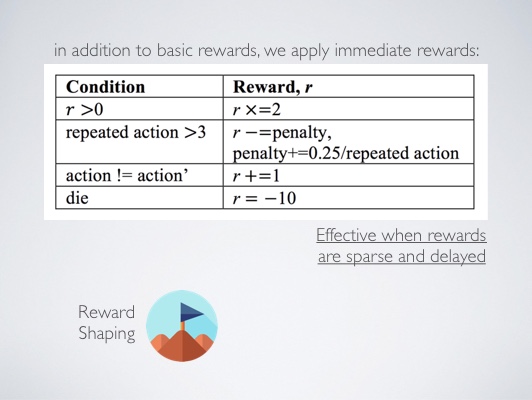 in addition to basic rewards, we apply immediate rewards:
Condition Reward, r
r >0 r ×=2
repeated action >3 r −=penalty,
penalty+=0.25/repeated action
action != action’ r +=1
die r = −10
Effective when rewards
are sparse and delayed
Reward
Shaping